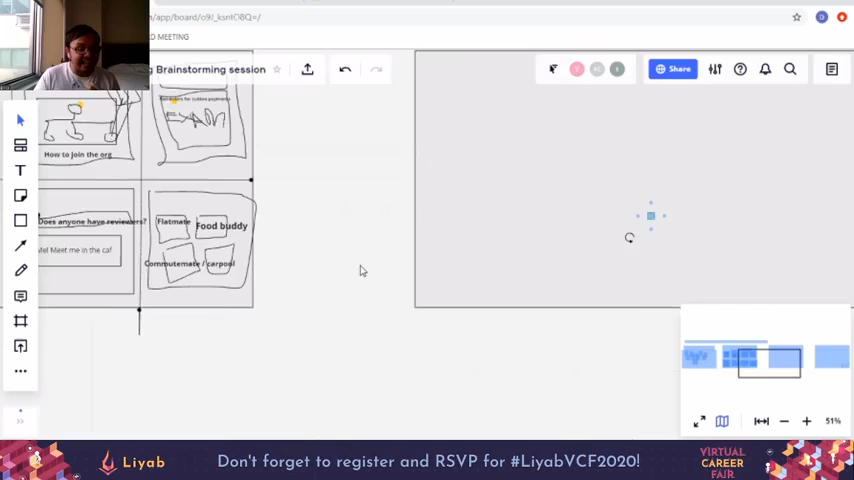 /app/board/o9J_ksntO8Q=/
D MEETING
g Brainstorming session
Share
How to join the org
Does anyone have reviewers?
Me! Meet me in the caf
Flatmate
Food buddy
Commutemate / carpool
51%
Liyab
Don't forget to register and RSVP for #LiyabVCF2020!
VIRTUAL
CAREER
FAIR